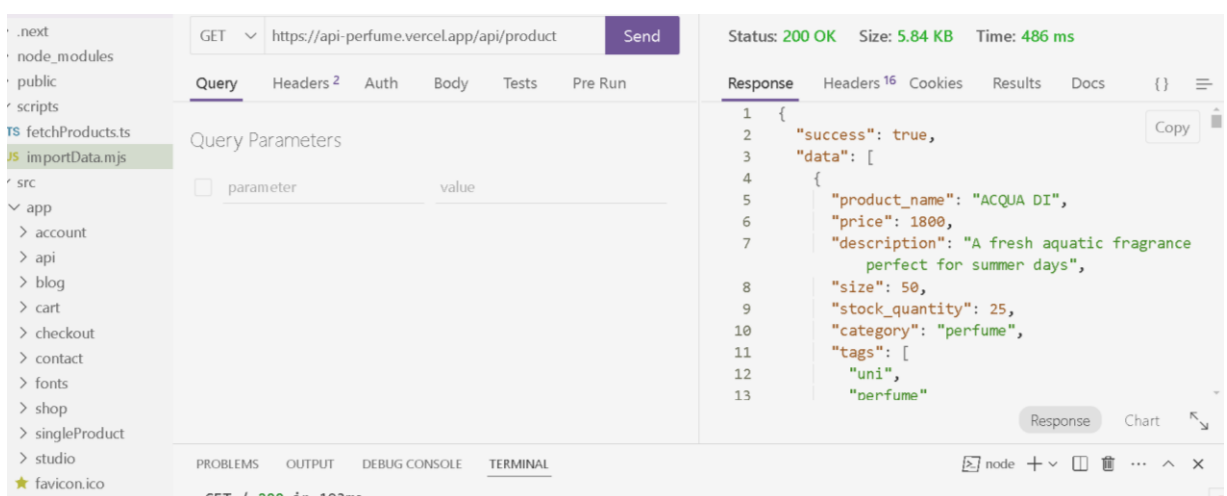 .next
node_modules
public
scripts
TS fetchProducts.ts
JS importData.mjs
src
app
account
api
blog
cart
checkout
contact
fonts
shop
singleProduct
studio
favicon.ico
GET https://api-perfume.vercel.app/api/product Send
Query Headers 2 Auth Body Tests Pre Run
Query Parameters
parameter value
Status: 200 OK Size: 5.84 KB Time: 486 ms
Response Headers 16 Cookies Results Docs {}
Copy
1 {
2 "success": true,
3 "data": [
4 {
5 "product_name": "ACQUA DI",
6 "price": 1800,
7 "description": "A fresh aquatic fragrance
perfect for summer days",
8 "size": 50,
9 "stock_quantity": 25,
10 "category": "perfume",
11 "tags": [
12 "uni",
13 "perfume"
Response Chart
PROBLEMS OUTPUT DEBUG CONSOLE TERMINAL
node
GET / 200 in